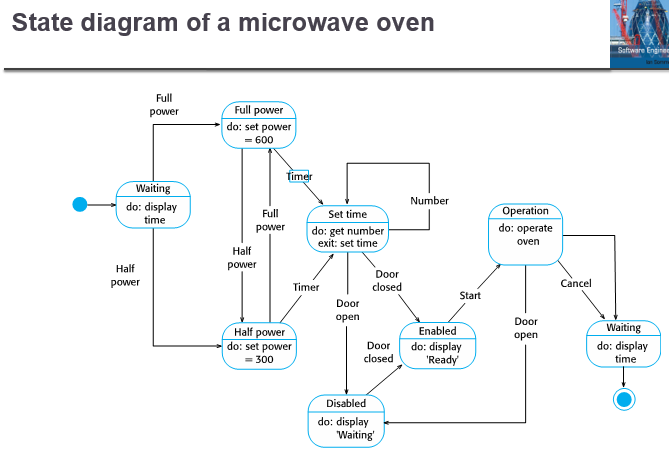 State diagram of a microwave oven
Software Enginee
Full
power
Full power
do: set power
= 600
Timer
Waiting
do: display
time
Number
Set time
do: get number
exit: set time
Operation
do: operate
oven
Full
power
Half
power
Half
power
Timer
Door
closed
Door
open
Start
Cancel
Door
open
Half power
do: set power
= 300
Enabled
do: display
'Ready'
Door
closed
Waiting
do: display
time
Disabled
do: display
'Waiting'